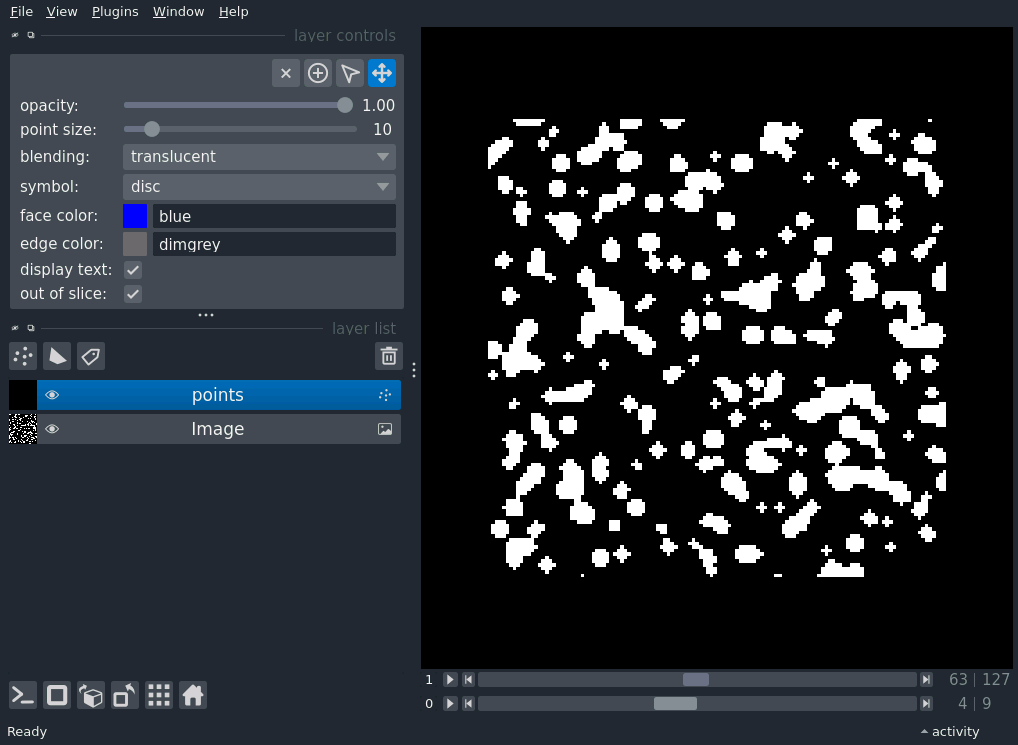 File View Plugins Window Help
layer controls
opacity: 1.00
point size: 10
blending: translucent
symbol: disc
face color: blue
edge color: dimgrey
display text:
out of slice:
layer list
points
Image
1 63 | 127
0 4 | 9
Ready activity